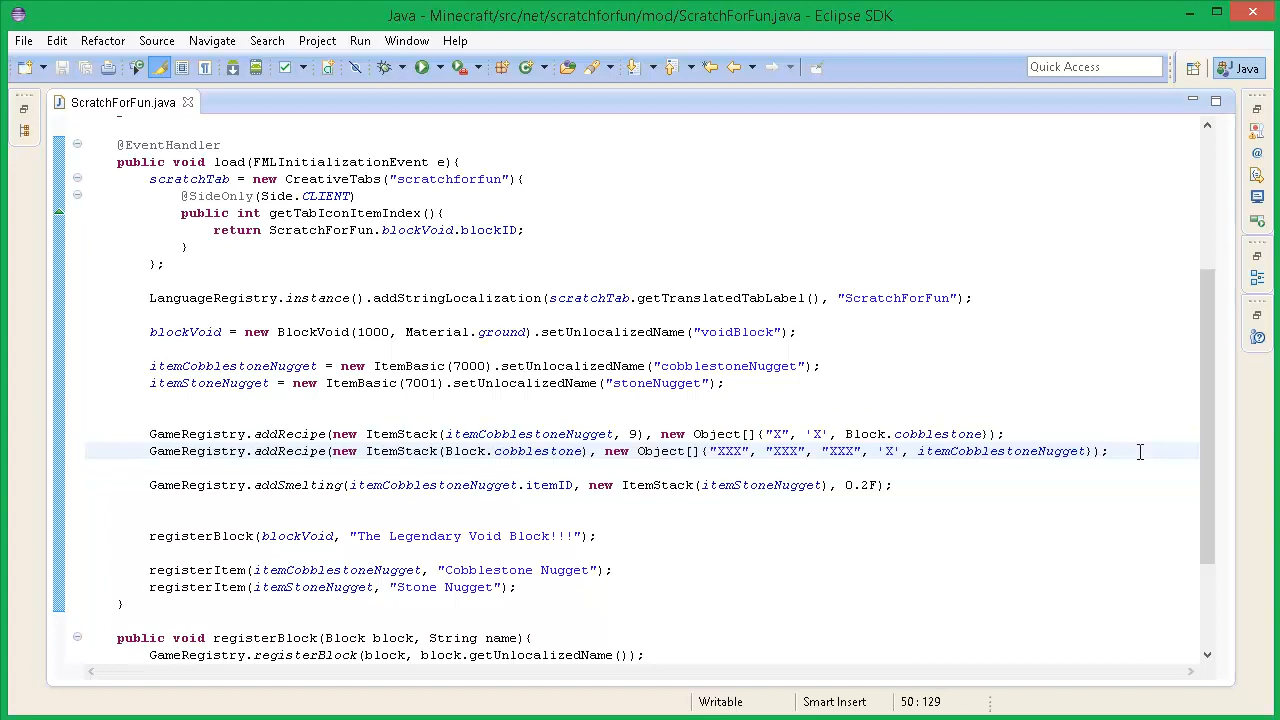 Java - Minecraft/src/net/scratchforfun/mod/ScratchForFun.java - Eclipse SDK
File Edit Refactor Source Navigate Search Project Run Window Help
Quick Access
Java
ScratchForFun.java
@EventHandler
public void load(FMLInitializationEvent e){
scratchTab = new CreativeTabs("scratchforfun"){
@SideOnly(Side.CLIENT)
public int getTabIconItemIndex(){
return ScratchForFun.blockVoid.blockID;
}
};
LanguageRegistry.instance().addStringLocalization(scratchTab.getTranslatedTabLabel(), "ScratchForFun");
blockVoid = new BlockVoid(1000, Material.ground).setUnlocalizedName("voidBlock");
itemCobblestoneNugget = new ItemBasic(7000).setUnlocalizedName("cobblestoneNugget");
itemStoneNugget = new ItemBasic(7001).setUnlocalizedName("stoneNugget");
GameRegistry.addRecipe(new ItemStack(itemCobblestoneNugget, 9), new Object[]{"X", 'X', Block.cobblestone});
GameRegistry.addRecipe(new ItemStack(Block.cobblestone), new Object[]{"XXX", "XXX", "XXX", 'X', itemCobblestoneNugget});
GameRegistry.addSmelting(itemCobblestoneNugget.itemID, new ItemStack(itemStoneNugget), 0.2F);
registerBlock(blockVoid, "The Legendary Void Block!!!");
registerItem(itemCobblestoneNugget, "Cobblestone Nugget");
registerItem(itemStoneNugget, "Stone Nugget");
}
public void registerBlock(Block block, String name){
GameRegistry.registerBlock(block, block.getUnlocalizedName());
Writable Smart Insert 50 : 129